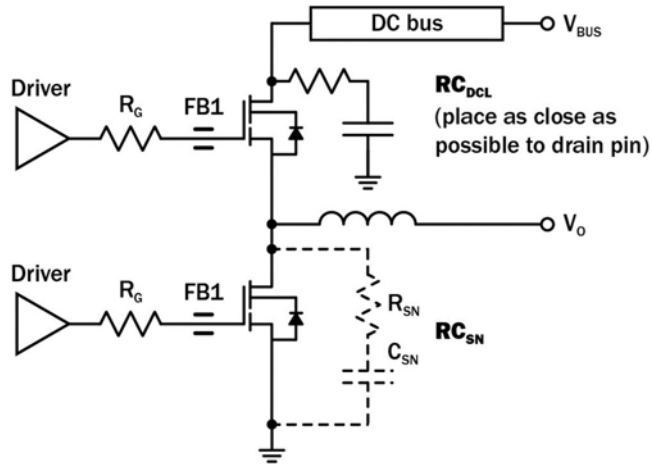 DC bus
V_BUS
Driver
R_G
FB1
RC_DCL
(place as close as
possible to drain pin)
V_O
Driver
R_G
FB1
R_SN
C_SN
RC_SN